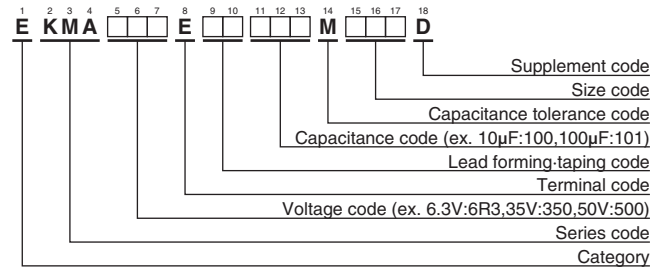 1 2 3 4 5 6 7 8 9 10 11 12 13 14 15 16 17 18
E KMA E M D
Supplement code
Size code
Capacitance tolerance code
Capacitance code (ex. 10μF:100,100μF:101)
Lead forming·taping code
Terminal code
Voltage code (ex. 6.3V:6R3,35V:350,50V:500)
Series code
Category